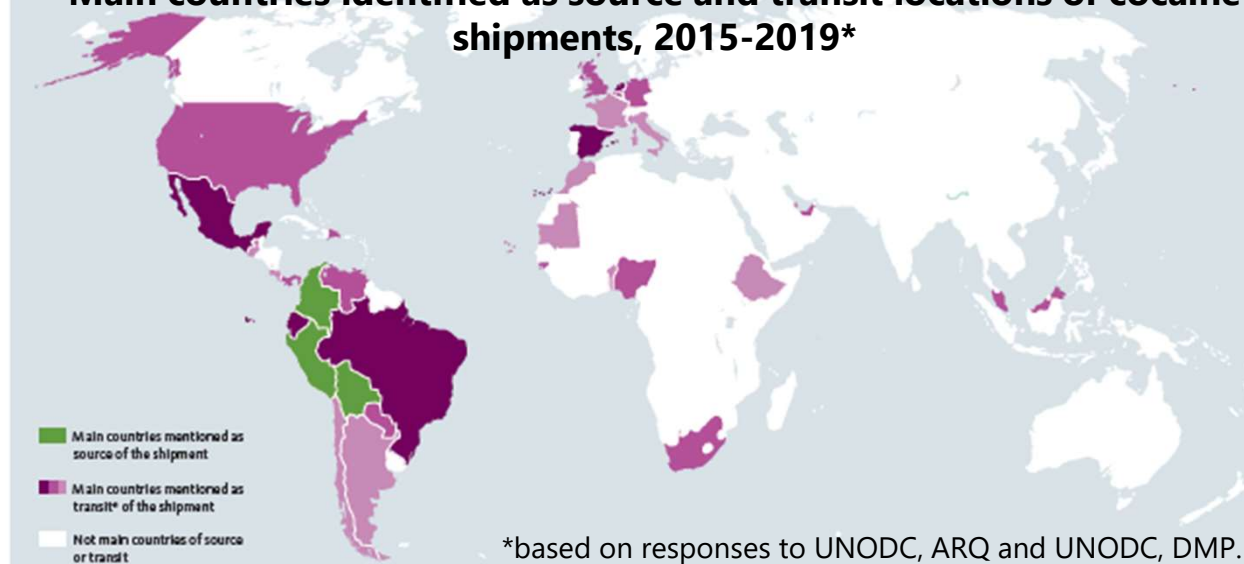 Main countries identified as source and transit locations of cocaine
shipments, 2015-2019*
Main countries mentioned as
source of the shipment
Main countries mentioned as
transit* of the shipment
Not main countries of source
or transit
*based on responses to UNODC, ARQ and UNODC, DMP.